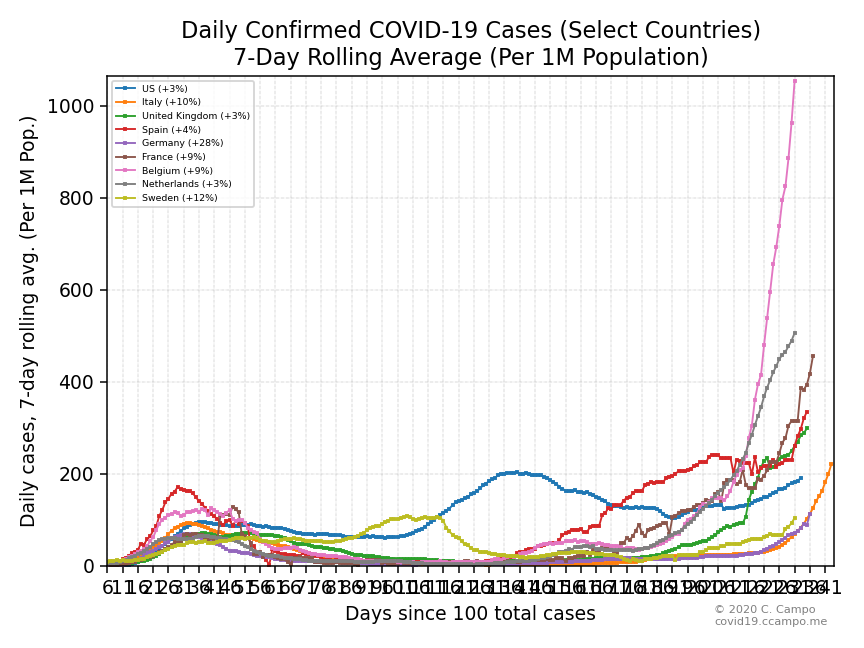 Daily Confirmed COVID-19 Cases (Select Countries)
7-Day Rolling Average (Per 1M Population)
Daily cases, 7-day rolling avg. (Per 1M Pop.)
1000
800
600
400
200
0
US (+3%)
Italy (+10%)
United Kingdom (+3%)
Spain (+4%)
Germany (+28%)
France (+9%)
Belgium (+9%)
Netherlands (+3%)
Sweden (+12%)
Days since 100 total cases
© 2020 C. Campo
covid19.ccampo.me